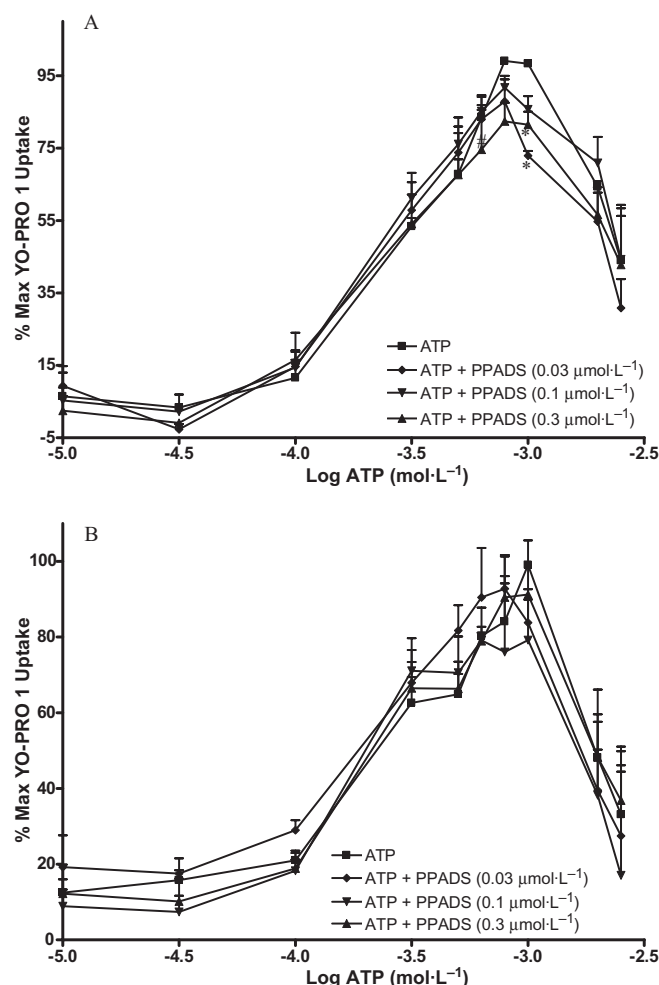 A
% Max YO-PRO 1 Uptake
95
75
55
35
15
-5
#
*
*
ATP
ATP + PPADS (0.03 μmol·L⁻¹)
ATP + PPADS (0.1 μmol·L⁻¹)
ATP + PPADS (0.3 μmol·L⁻¹)
-5.0 -4.5 -4.0 -3.5 -3.0 -2.5
Log ATP (mol·L⁻¹)
B
% Max YO-PRO 1 Uptake
100
80
60
40
20
0
ATP
ATP + PPADS (0.03 μmol·L⁻¹)
ATP + PPADS (0.1 μmol·L⁻¹)
ATP + PPADS (0.3 μmol·L⁻¹)
-5.0 -4.5 -4.0 -3.5 -3.0 -2.5
Log ATP (mol·L⁻¹)